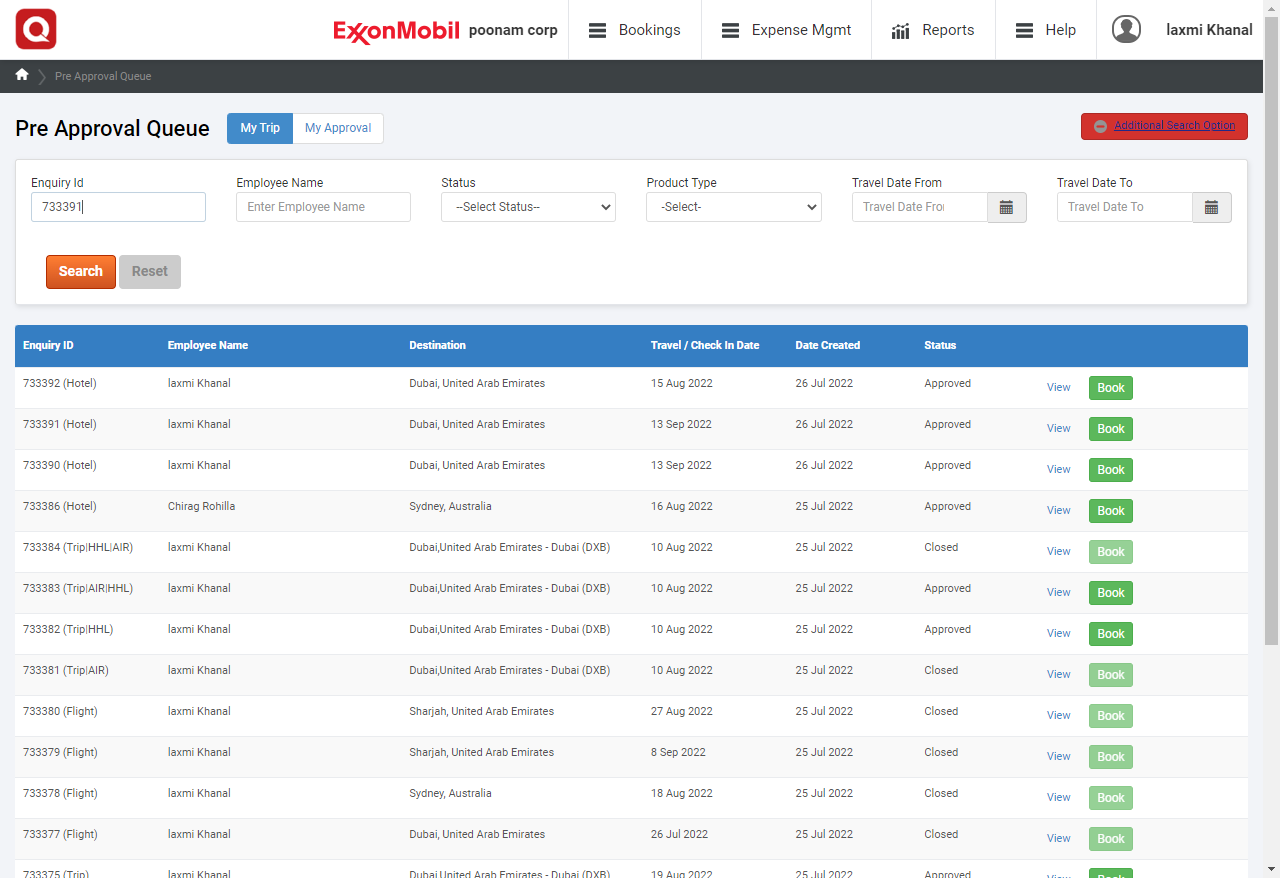 ExxonMobil poonam corp Bookings Expense Mgmt Reports Help laxmi Khanal
Pre Approval Queue
Pre Approval Queue My Trip My Approval Additional Search Option
Enquiry Id Employee Name Status Product Type Travel Date From Travel Date To
733391 Enter Employee Name --Select Status-- -Select- Travel Date Fro Travel Date To
Search Reset
Enquiry ID Employee Name Destination Travel / Check In Date Date Created Status
733392 (Hotel) laxmi Khanal Dubai, United Arab Emirates 15 Aug 2022 26 Jul 2022 Approved View Book
733391 (Hotel) laxmi Khanal Dubai, United Arab Emirates 13 Sep 2022 26 Jul 2022 Approved View Book
733390 (Hotel) laxmi Khanal Dubai, United Arab Emirates 13 Sep 2022 26 Jul 2022 Approved View Book
733386 (Hotel) Chirag Rohilla Sydney, Australia 16 Aug 2022 25 Jul 2022 Approved View Book
733384 (Trip|HHL|AIR) laxmi Khanal Dubai,United Arab Emirates - Dubai (DXB) 10 Aug 2022 25 Jul 2022 Closed View Book
733383 (Trip|AIR|HHL) laxmi Khanal Dubai,United Arab Emirates - Dubai (DXB) 10 Aug 2022 25 Jul 2022 Approved View Book
733382 (Trip|HHL) laxmi Khanal Dubai,United Arab Emirates - Dubai (DXB) 10 Aug 2022 25 Jul 2022 Approved View Book
733381 (Trip|AIR) laxmi Khanal Dubai,United Arab Emirates - Dubai (DXB) 10 Aug 2022 25 Jul 2022 Closed View Book
733380 (Flight) laxmi Khanal Sharjah, United Arab Emirates 27 Aug 2022 25 Jul 2022 Closed View Book
733379 (Flight) laxmi Khanal Sharjah, United Arab Emirates 8 Sep 2022 25 Jul 2022 Closed View Book
733378 (Flight) laxmi Khanal Sydney, Australia 18 Aug 2022 25 Jul 2022 Closed View Book
733377 (Flight) laxmi Khanal Dubai, United Arab Emirates 26 Jul 2022 25 Jul 2022 Closed View Book
733375 (Trip) laxmi Khanal Dubai,United Arab Emirates - Dubai (DXB) 19 Aug 2022 25 Jul 2022 Approved View Book